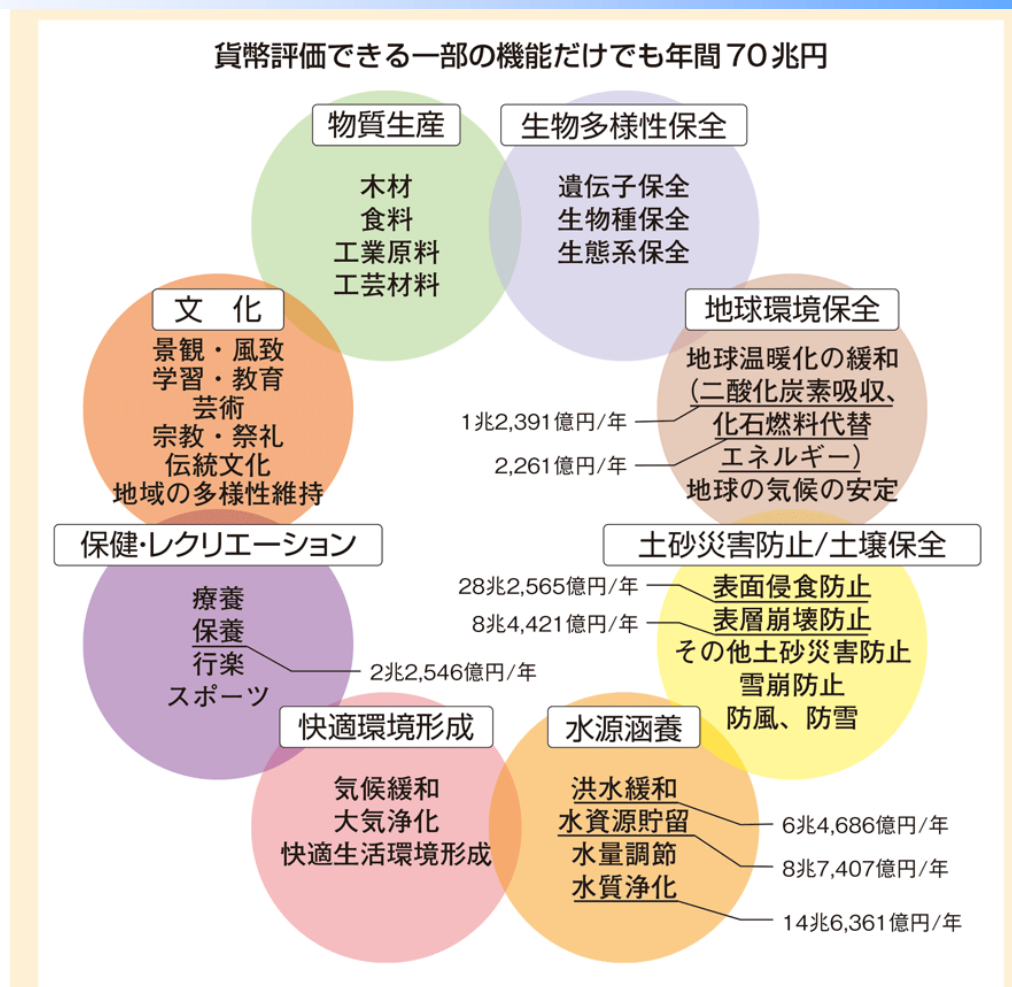 貨幣評価できる一部の機能だけでも年間70兆円
物質生産
木材
食料
工業原料
工芸材料
生物多様性保全
遺伝子保全
生物種保全
生態系保全
文 化
景観・風致
学習・教育
芸術
宗教・祭礼
伝統文化
地域の多様性維持
地球環境保全
地球温暖化の緩和
(二酸化炭素吸収、
化石燃料代替
エネルギー)
地球の気候の安定
1兆2,391億円/年
2,261億円/年
保健・レクリエーション
療養
保養
行楽
スポーツ
2兆2,546億円/年
土砂災害防止/土壌保全
表面侵食防止
表層崩壊防止
その他土砂災害防止
雪崩防止
防風、防雪
28兆2,565億円/年
8兆4,421億円/年
快適環境形成
気候緩和
大気浄化
快適生活環境形成
水源涵養
洪水緩和
水資源貯留
水量調節
水質浄化
6兆4,686億円/年
8兆7,407億円/年
14兆6,361億円/年